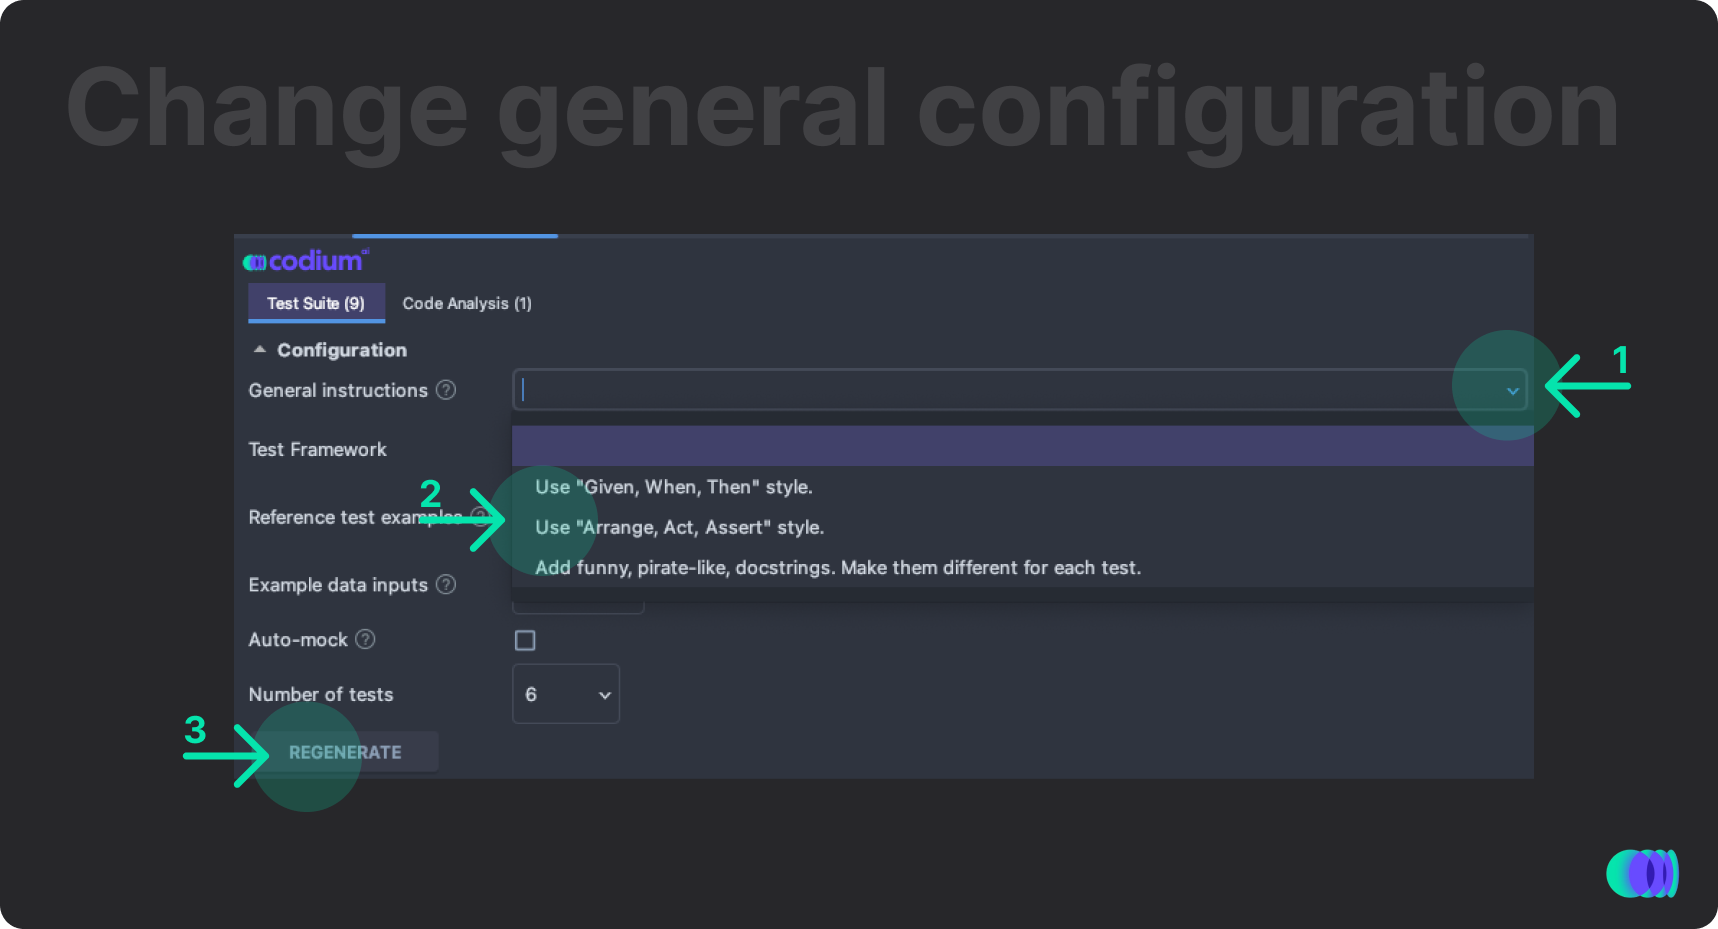 Change general configuration
codium ai
Test Suite (9) Code Analysis (1)
Configuration
General instructions ?
1
Test Framework
Use "Given, When, Then" style.
2
Reference test examples ?
Use "Arrange, Act, Assert" style.
Add funny, pirate-like, docstrings. Make them different for each test.
Example data inputs ?
Auto-mock ?
Number of tests 6
3
REGENERATE